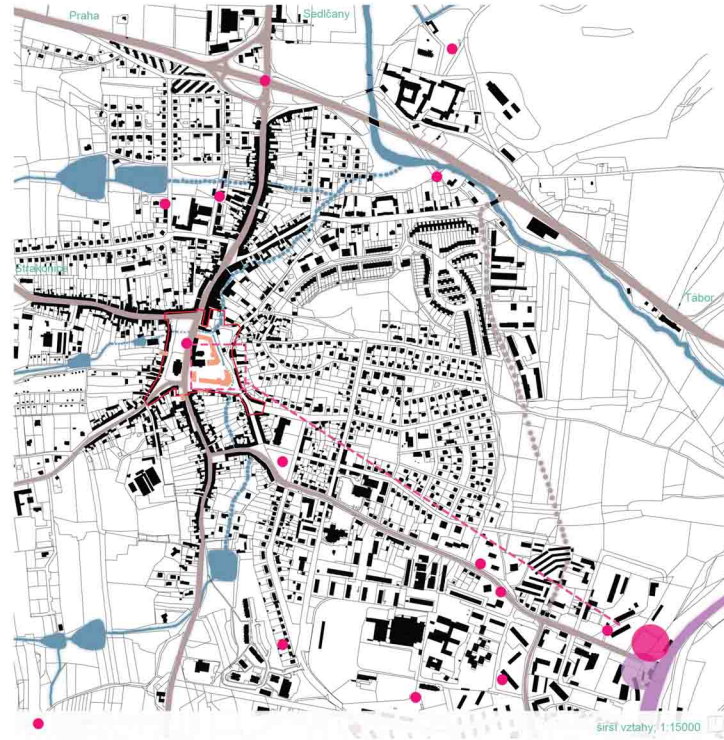 Praha
Sedlčany
Strakonice
Tábor
širší vztahy; 1:15000